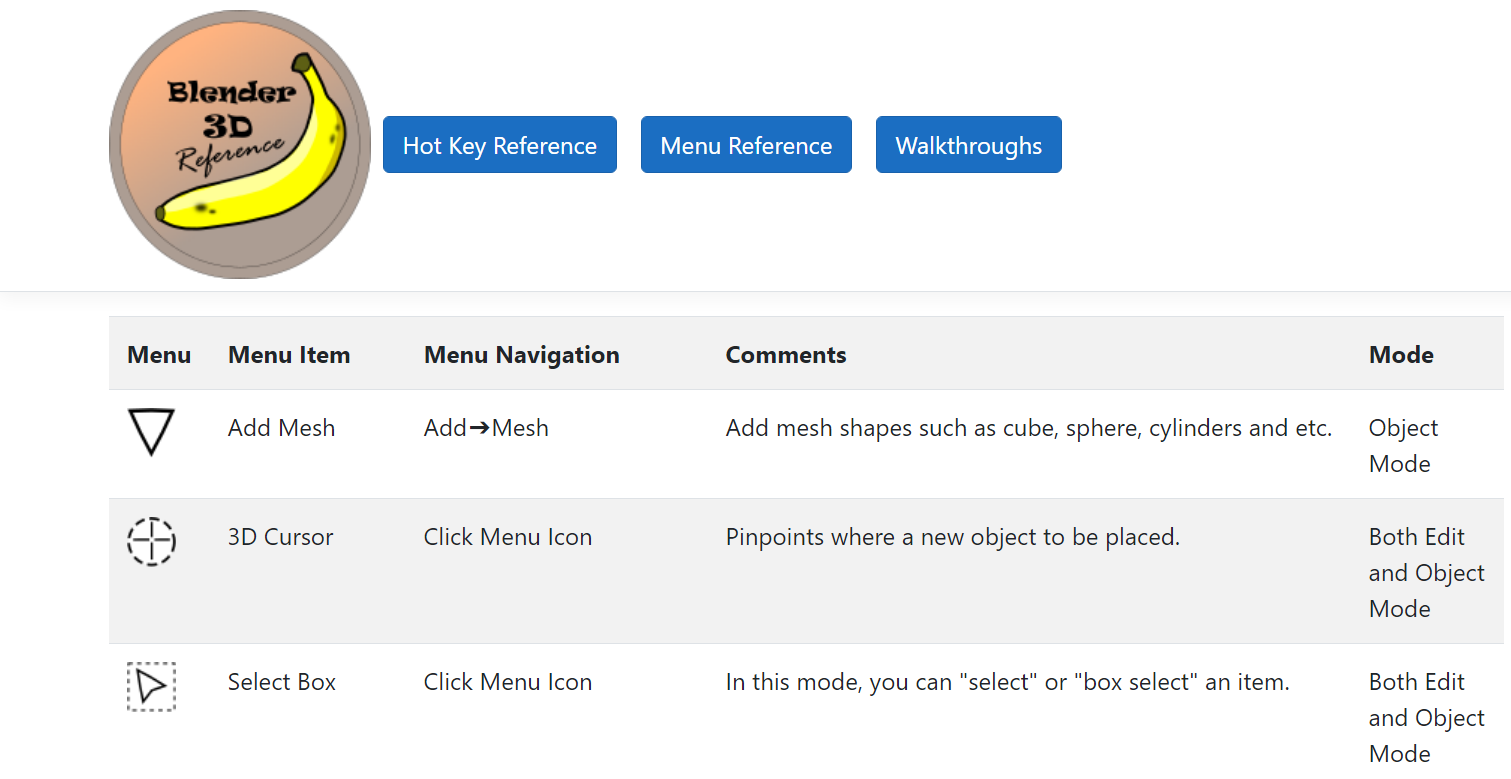 Blender
3D
Reference
Hot Key Reference
Menu Reference
Walkthroughs
Menu Menu Item Menu Navigation Comments Mode
Add Mesh Add➔Mesh Add mesh shapes such as cube, sphere, cylinders and etc. Object
Mode
3D Cursor Click Menu Icon Pinpoints where a new object to be placed. Both Edit
and Object
Mode
Select Box Click Menu Icon In this mode, you can "select" or "box select" an item. Both Edit
and Object
Mode